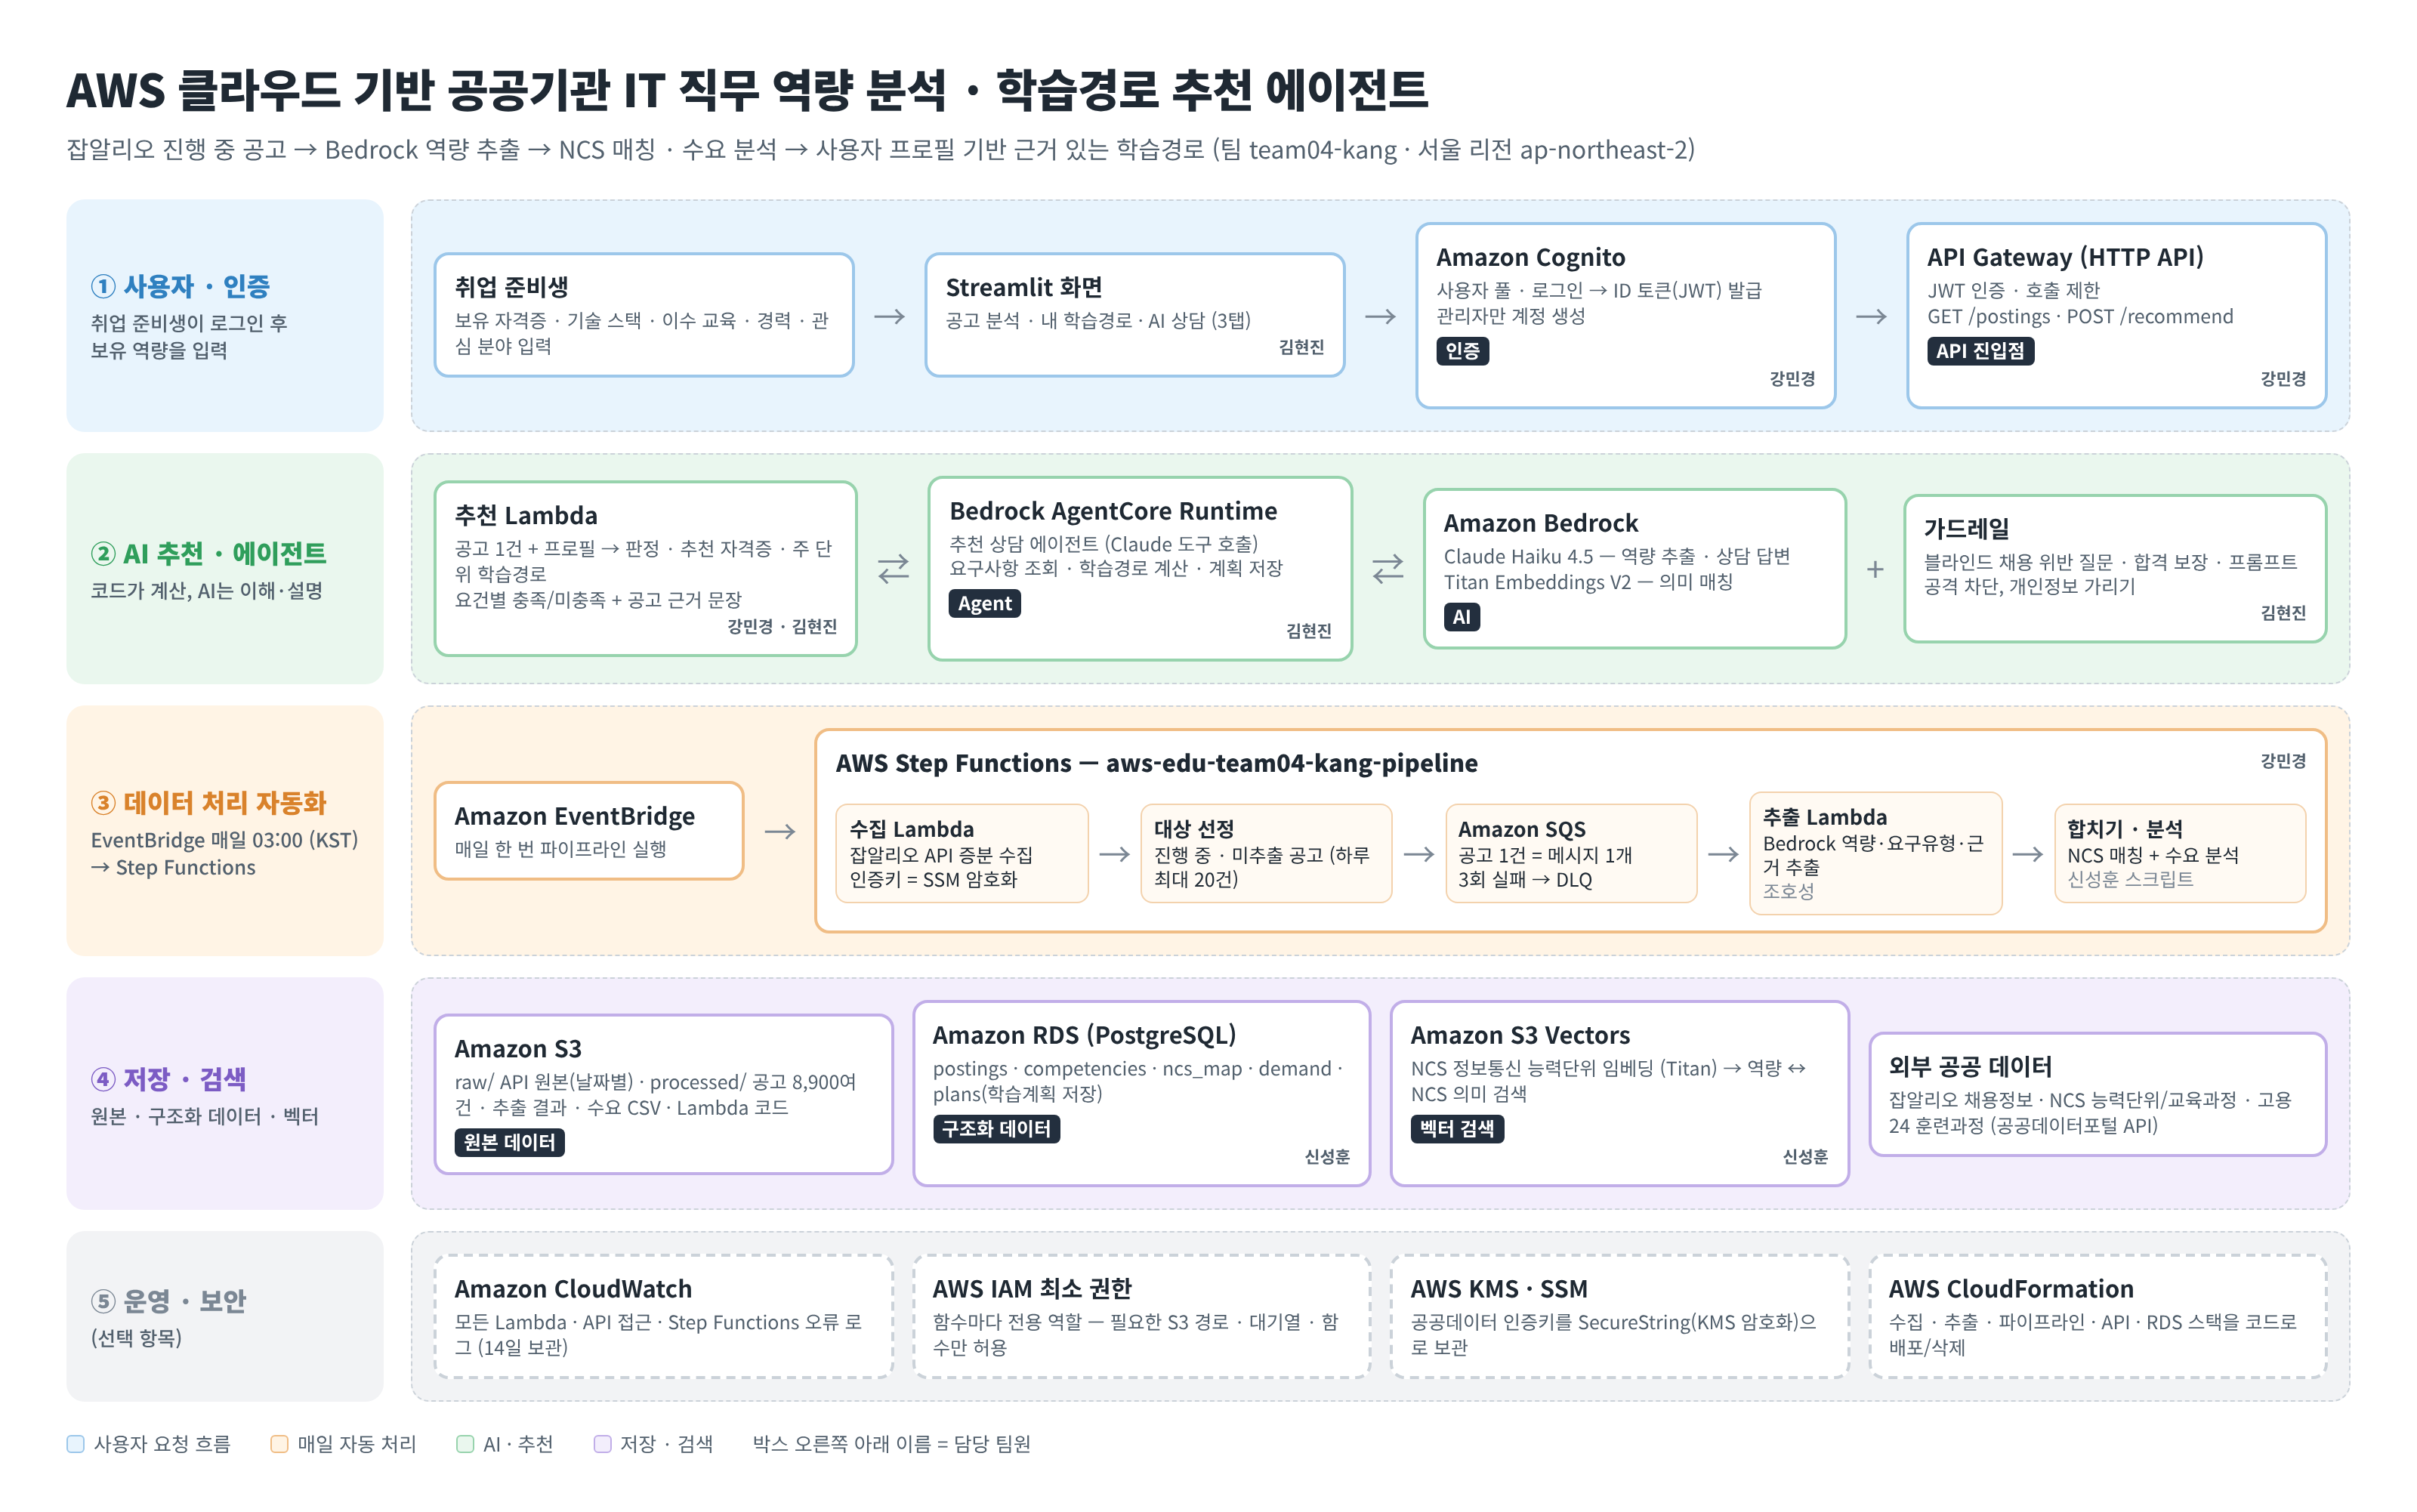 AWS 클라우드 기반 공공기관 IT 직무 역량 분석 · 학습경로 추천 에이전트
잡알리오 진행 중 공고 → Bedrock 역량 추출 → NCS 매칭 · 수요 분석 → 사용자 프로필 기반 근거 있는 학습경로 (팀 team04-kang · 서울 리전 ap-northeast-2)
① 사용자 · 인증
취업 준비생이 로그인 후
보유 역량을 입력
취업 준비생
보유 자격증 · 기술 스택 · 이수 교육 · 경력 · 관
심 분야 입력
→
Streamlit 화면
공고 분석 · 내 학습경로 · AI 상담 (3탭)
김현진
→
Amazon Cognito
사용자 풀 · 로그인 → ID 토큰(JWT) 발급
관리자만 계정 생성
인증
강민경
→
API Gateway (HTTP API)
JWT 인증 · 호출 제한
GET /postings · POST /recommend
API 진입점
강민경
② AI 추천 · 에이전트
코드가 계산, AI는 이해·설명
추천 Lambda
공고 1건 + 프로필 → 판정 · 추천 자격증 · 주 단
위 학습경로
요건별 충족/미충족 + 공고 근거 문장
강민경 · 김현진
⇄
Bedrock AgentCore Runtime
추천 상담 에이전트 (Claude 도구 호출)
요구사항 조회 · 학습경로 계산 · 계획 저장
Agent
김현진
⇄
Amazon Bedrock
Claude Haiku 4.5 — 역량 추출 · 상담 답변
Titan Embeddings V2 — 의미 매칭
AI
+
가드레일
블라인드 채용 위반 질문 · 합격 보장 · 프롬프트
공격 차단, 개인정보 가리기
김현진
③ 데이터 처리 자동화
EventBridge 매일 03:00 (KST)
→ Step Functions
Amazon EventBridge
매일 한 번 파이프라인 실행
→
AWS Step Functions — aws-edu-team04-kang-pipeline
강민경
수집 Lambda
잡알리오 API 증분 수집
인증키 = SSM 암호화
→
대상 선정
진행 중 · 미추출 공고 (하루
최대 20건)
→
Amazon SQS
공고 1건 = 메시지 1개
3회 실패 → DLQ
→
추출 Lambda
Bedrock 역량·요구유형·근
거 추출
조호성
→
합치기 · 분석
NCS 매칭 + 수요 분석
신성훈 스크립트
④ 저장 · 검색
원본 · 구조화 데이터 · 벡터
Amazon S3
raw/ API 원본(날짜별) · processed/ 공고 8,900여
건 · 추출 결과 · 수요 CSV · Lambda 코드
원본 데이터
Amazon RDS (PostgreSQL)
postings · competencies · ncs_map · demand ·
plans(학습계획 저장)
구조화 데이터
신성훈
Amazon S3 Vectors
NCS 정보통신 능력단위 임베딩 (Titan) → 역량 ↔
NCS 의미 검색
벡터 검색
신성훈
외부 공공 데이터
잡알리오 채용정보 · NCS 능력단위/교육과정 · 고용
24 훈련과정 (공공데이터포털 API)
⑤ 운영 · 보안
(선택 항목)
Amazon CloudWatch
모든 Lambda · API 접근 · Step Functions 오류 로
그 (14일 보관)
AWS IAM 최소 권한
함수마다 전용 역할 — 필요한 S3 경로 · 대기열 · 함
수만 허용
AWS KMS · SSM
공공데이터 인증키를 SecureString(KMS 암호화)으
로 보관
AWS CloudFormation
수집 · 추출 · 파이프라인 · API · RDS 스택을 코드로
배포/삭제
사용자 요청 흐름
매일 자동 처리
AI · 추천
저장 · 검색
박스 오른쪽 아래 이름 = 담당 팀원